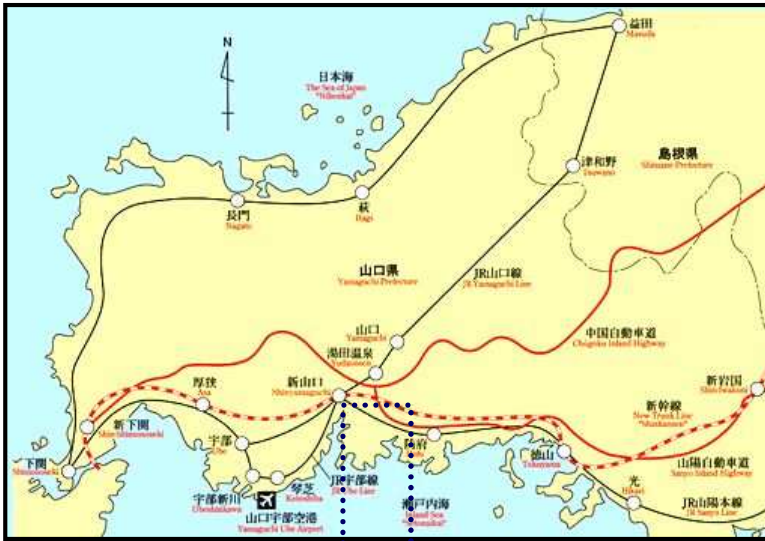 益田
Masuda
N
日本海
The Sea of Japan
"Nihonkai"
島根県
Shimane Prefecture
津和野
Tsuwano
長門
Nagato
萩
Hagi
山口県
Yamaguchi Prefecture
JR山口線
JR Yamaguchi Line
山口
Yamaguchi
中国自動車道
Chugoku Inland Highway
湯田温泉
厚狭
Asa
新山口
Shinyamaguchi
新岩国
Shin Iwakuni
新幹線
New Trunk Line
"Shinkansen"
新下関
Shin Shimonoseki
宇部
Ube
防府
徳山
Tokuyama
下関
Shimonoseki
山陽自動車道
Sanyo Inland Highway
琴芝
Kotoshiba
JR宇部線
JR Ube Line
瀬戸内海
Inland Sea
"Setonaikai"
光
Hikari
宇部新川
Ubeshinkawa
山口宇部空港
Yamaguchi Ube Airport
JR山陽本線
JR Sanyo Line